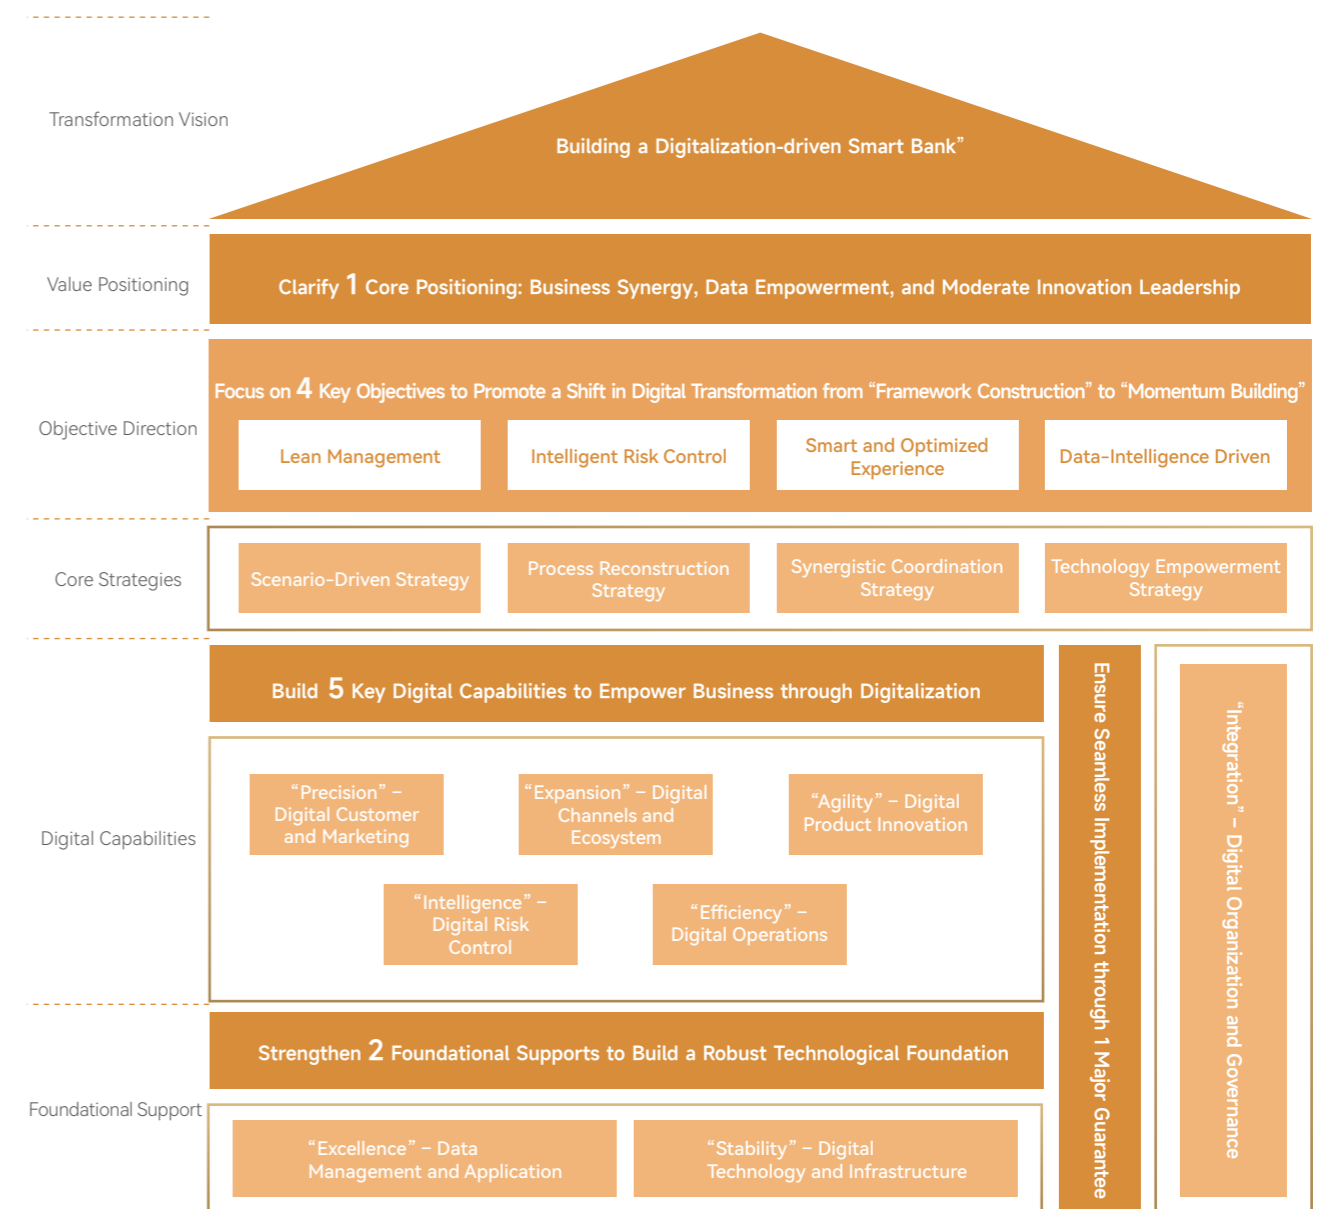 Transformation Vision
Building a Digitalization-driven Smart Bank”
Value Positioning
Clarify 1 Core Positioning: Business Synergy, Data Empowerment, and Moderate Innovation Leadership
Objective Direction
Focus on 4 Key Objectives to Promote a Shift in Digital Transformation from “Framework Construction” to “Momentum Building”
Lean Management
Intelligent Risk Control
Smart and Optimized
Experience
Data-Intelligence Driven
Core Strategies
Scenario-Driven Strategy
Process Reconstruction
Strategy
Synergistic Coordination
Strategy
Technology Empowerment
Strategy
Digital Capabilities
Build 5 Key Digital Capabilities to Empower Business through Digitalization
“Precision” –
Digital Customer
and Marketing
“Expansion” – Digital
Channels and
Ecosystem
“Agility” – Digital
Product Innovation
“Intelligence” –
Digital Risk
Control
“Efficiency” –
Digital Operations
Foundational Support
Strengthen 2 Foundational Supports to Build a Robust Technological Foundation
“Excellence” – Data
Management and Application
“Stability” – Digital
Technology and Infrastructure
Ensure Seamless Implementation through 1 Major Guarantee
“Integration” – Digital Organization and Governance